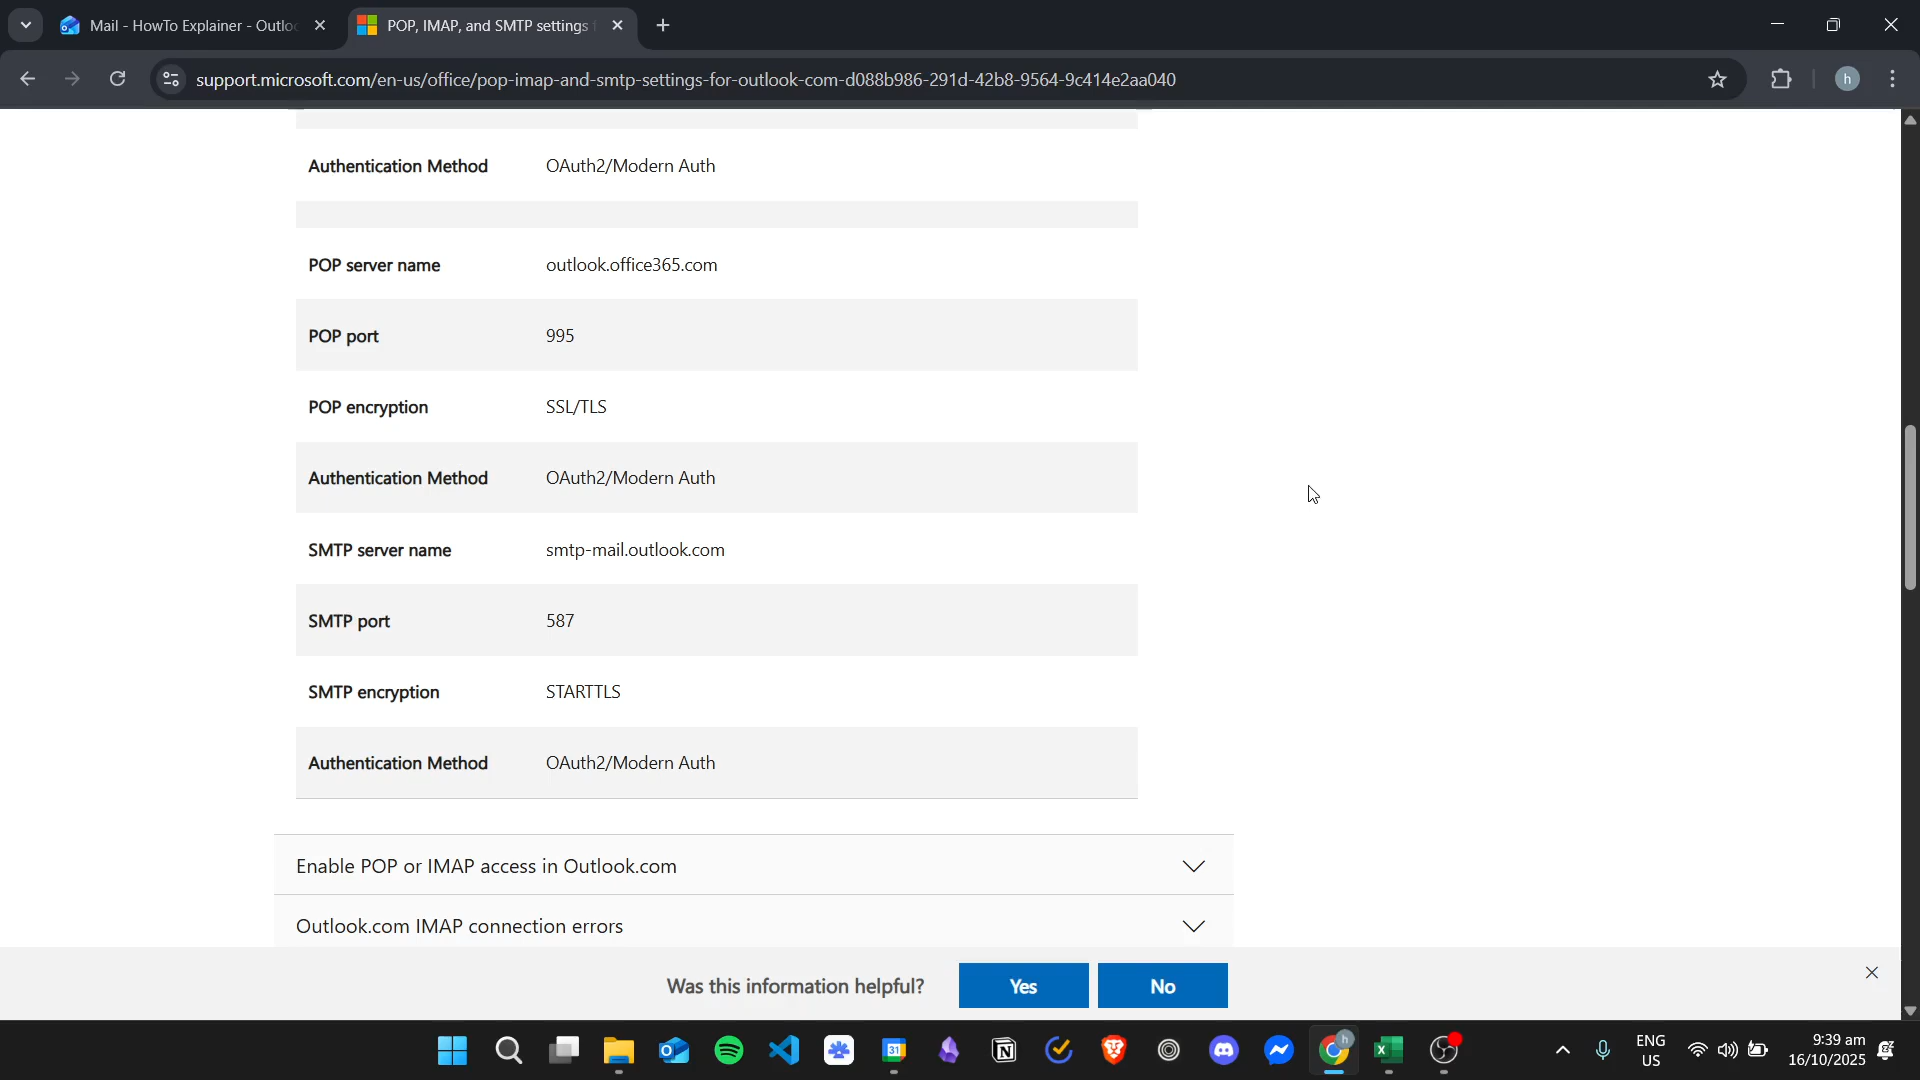 Mail - HowTo Explainer - Outlo
POP, IMAP, and SMTP settings
support.microsoft.com/en-us/office/pop-imap-and-smtp-settings-for-outlook-com-d088b986-291d-42b8-9564-9c414e2aa040
h
Authentication Method OAuth2/Modern Auth
POP server name outlook.office365.com
POP port 995
POP encryption SSL/TLS
Authentication Method OAuth2/Modern Auth
SMTP server name smtp-mail.outlook.com
SMTP port 587
SMTP encryption STARTTLS
Authentication Method OAuth2/Modern Auth
Enable POP or IMAP access in Outlook.com
Outlook.com IMAP connection errors
Was this information helpful? Yes No
31
h
ENG
US
9:39 am
16/10/2025